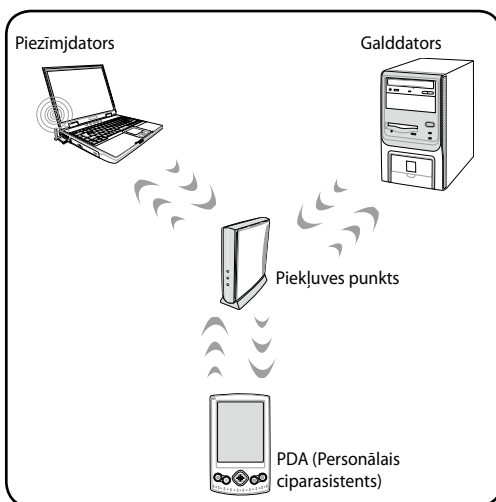 Piezīmjdators
Galddators
Piekļuves punkts
PDA (Personālais
ciparasistents)